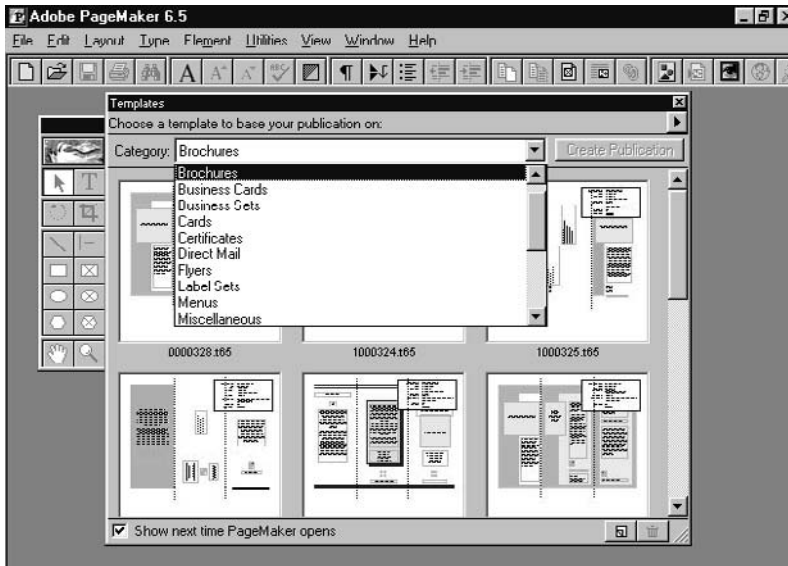 Adobe PageMaker 6.5
File Edit Layout Type Element Utilities View Window Help
Templates
Choose a template to base your publication on:
Category: Brochures Create Publication
Brochures
Business Cards
Business Sets
Cards
Certificates
Direct Mail
Flyers
Label Sets
Menus
Miscellaneous
0000328.t65 1000324.t65 1000325.t65
Show next time PageMaker opens